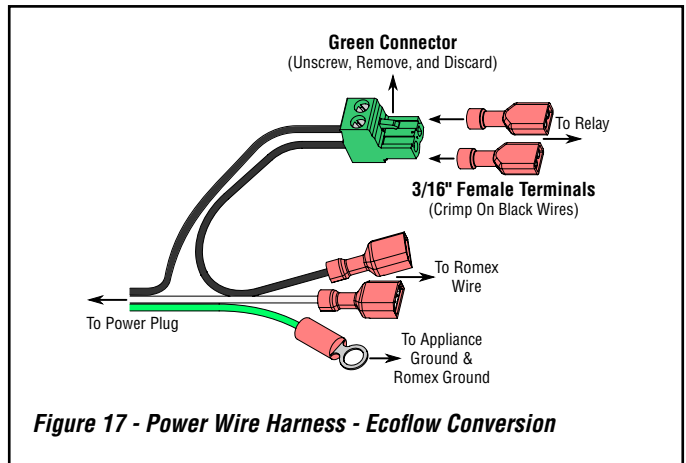 Green Connector
(Unscrew, Remove, and Discard)
To Relay
3/16" Female Terminals
(Crimp On Black Wires)
To Romex
Wire
To Power Plug
To Appliance
Ground &
Romex Ground
Figure 17 - Power Wire Harness - Ecoflow Conversion